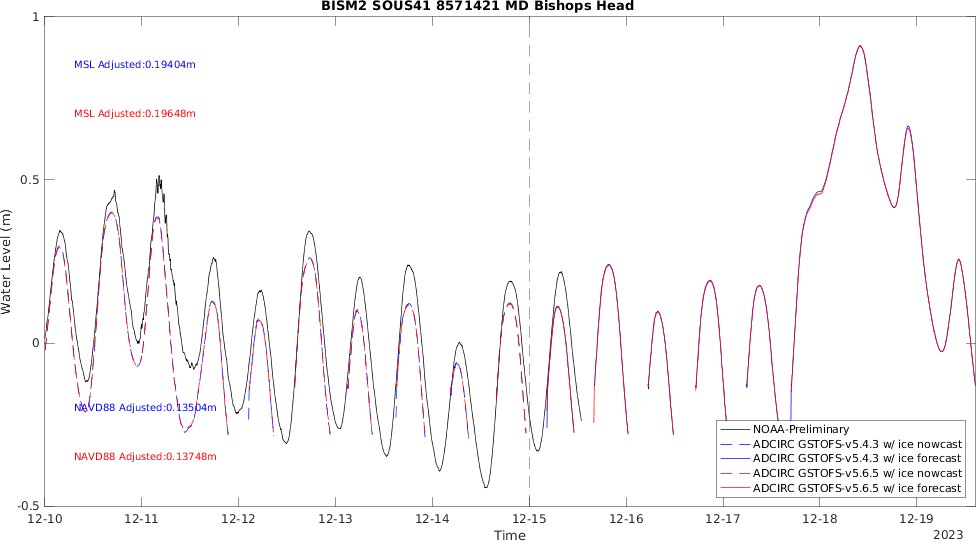 BISM2 SOUS41 8571421 MD Bishops Head
1
MSL Adjusted:0.19404m
MSL Adjusted:0.19648m
0.5
Water Level (m)
0
NAVD88 Adjusted:0.13504m
NAVD88 Adjusted:0.13748m
-0.5
NOAA-Preliminary
ADCIRC GSTOFS-v5.4.3 w/ ice nowcast
ADCIRC GSTOFS-v5.4.3 w/ ice forecast
ADCIRC GSTOFS-v5.6.5 w/ ice nowcast
ADCIRC GSTOFS-v5.6.5 w/ ice forecast
12-10 12-11 12-12 12-13 12-14 12-15 12-16 12-17 12-18 12-19
Time
2023